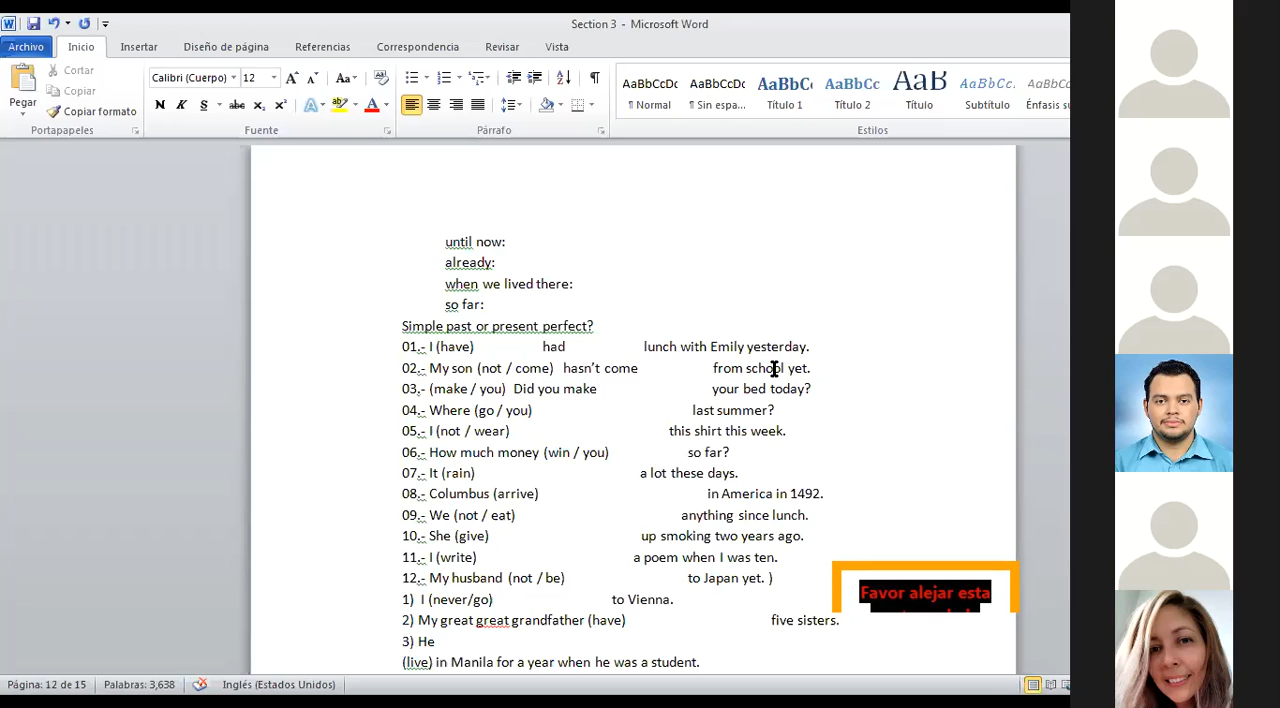 Section 3 - Microsoft Word
Archivo Inicio Insertar Diseño de página Referencias Correspondencia Revisar Vista
Pegar
Cortar
Copiar
Copiar formato
Portapapeles
Calibri (Cuerpo) 12
N K S abc x₂ x²
Fuente
Párrafo
AaBbCcDc AaBbCcDc AaBbC AaBbCc AaB AaBbCc. AaBbCcDc
¶ Normal ¶ Sin espa... Título 1 Título 2 Título Subtítulo Énfasis su
Estilos
until now:
already:
when we lived there:
so far:
Simple past or present perfect?
01.- I (have) had lunch with Emily yesterday.
02.- My son (not / come) hasn't come from school yet.
03.- (make / you) Did you make your bed today?
04.- Where (go / you) last summer?
05.- I (not / wear) this shirt this week.
06.- How much money (win / you) so far?
07.- It (rain) a lot these days.
08.- Columbus (arrive) in America in 1492.
09.- We (not / eat) anything since lunch.
10.- She (give) up smoking two years ago.
11.- I (write) a poem when I was ten.
12.- My husband (not / be) to Japan yet. )
1) I (never/go) to Vienna.
2) My great great grandfather (have) five sisters.
3) He
(live) in Manila for a year when he was a student.
Favor alejar esta
Página: 12 de 15 Palabras: 3,638 Inglés (Estados Unidos)